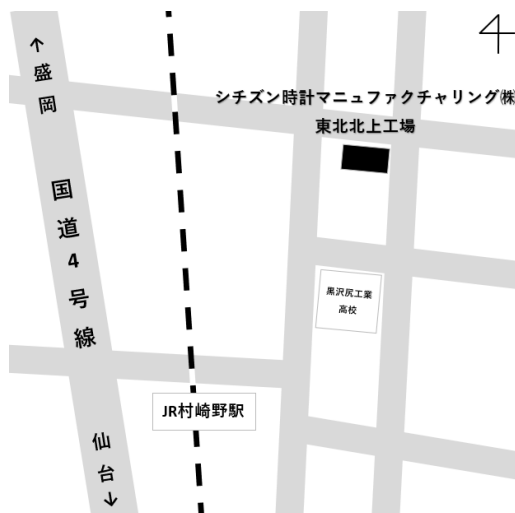 ↑盛岡
国道4号線
仙台↓
シチズン時計マニュファクチャリング㈱
東北北上工場
黒沢尻工業
高校
JR村崎野駅